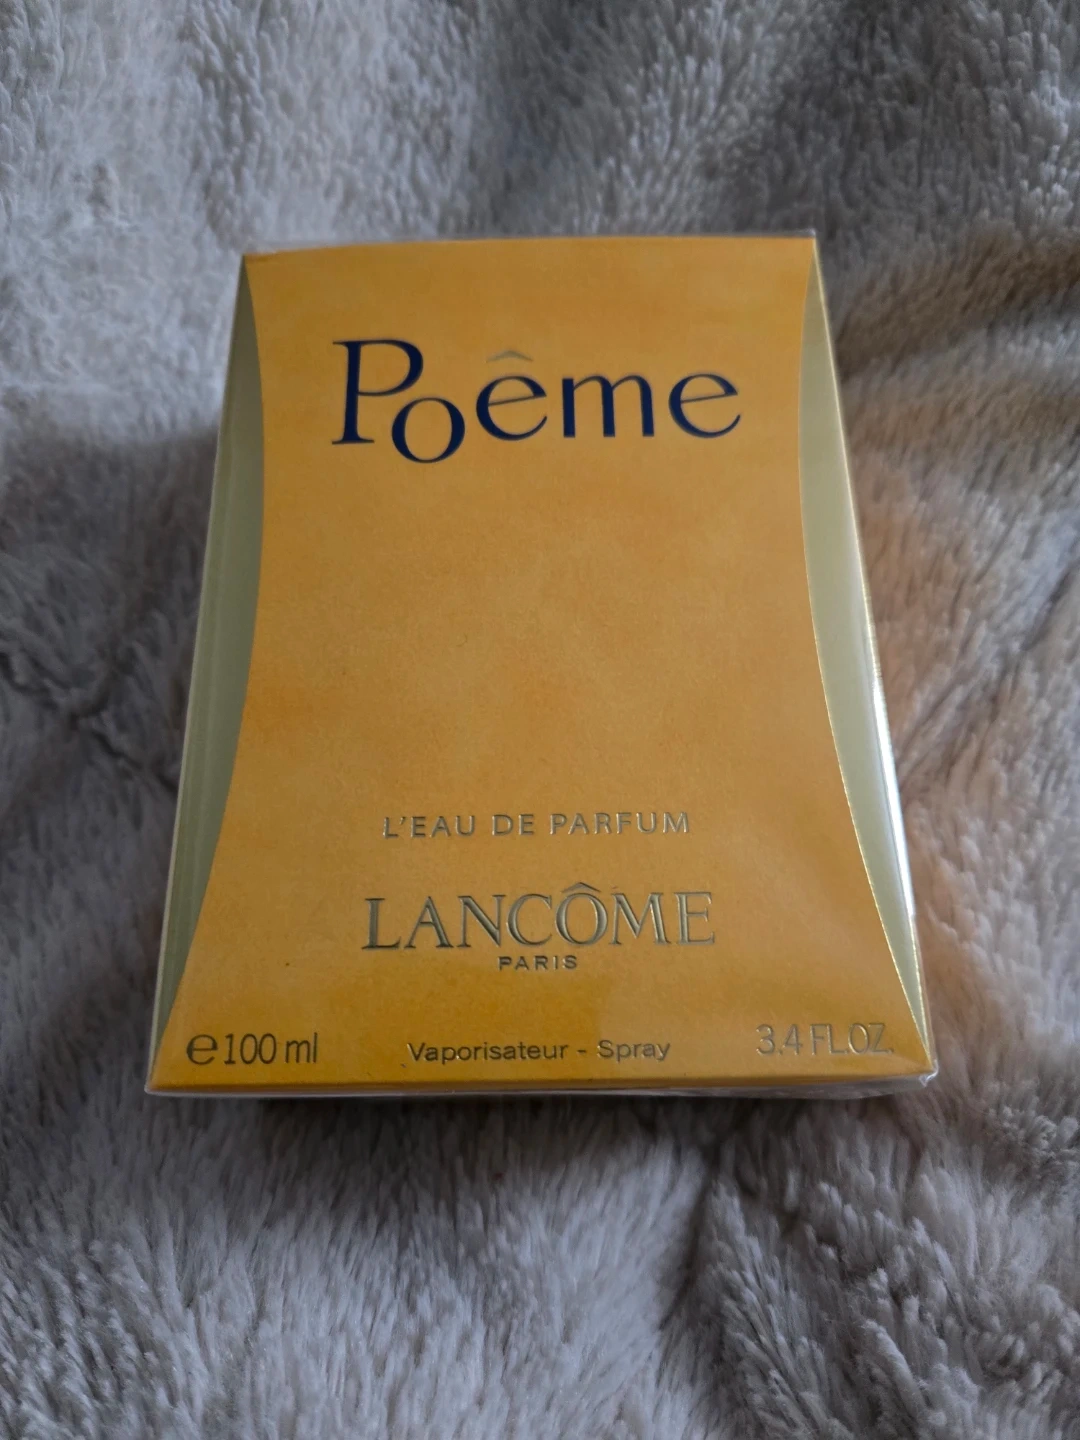 Poême
L'EAU DE PARFUM
LANCÔME
PARIS
℮100 ml Vaporisateur - Spray 3.4 FL.OZ.